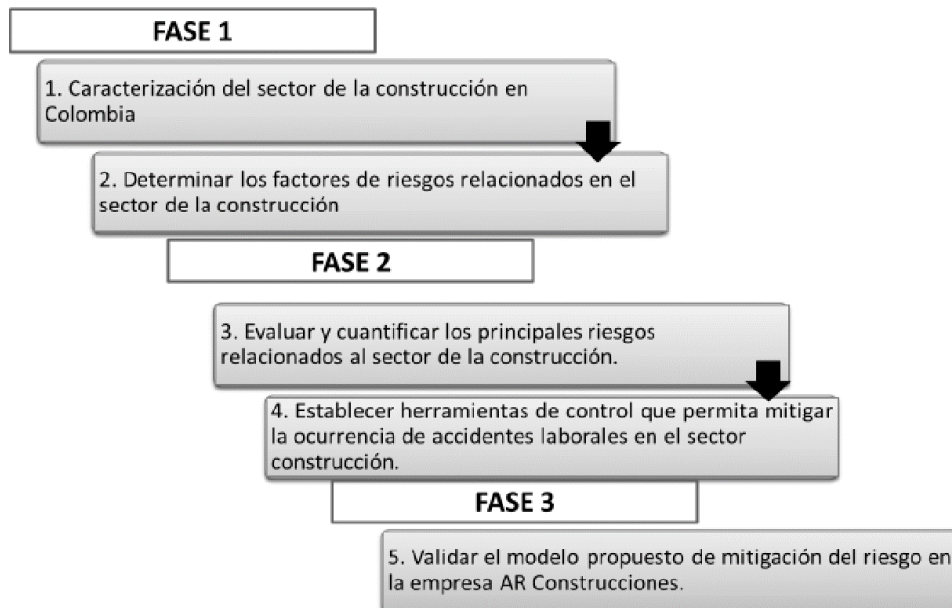 FASE 1
1. Caracterización del sector de la construcción en
Colombia
2. Determinar los factores de riesgos relacionados en el
sector de la construcción
FASE 2
3. Evaluar y cuantificar los principales riesgos
relacionados al sector de la construcción.
4. Establecer herramientas de control que permita mitigar
la ocurrencia de accidentes laborales en el sector
construcción.
FASE 3
5. Validar el modelo propuesto de mitigación del riesgo en
la empresa AR Construcciones.